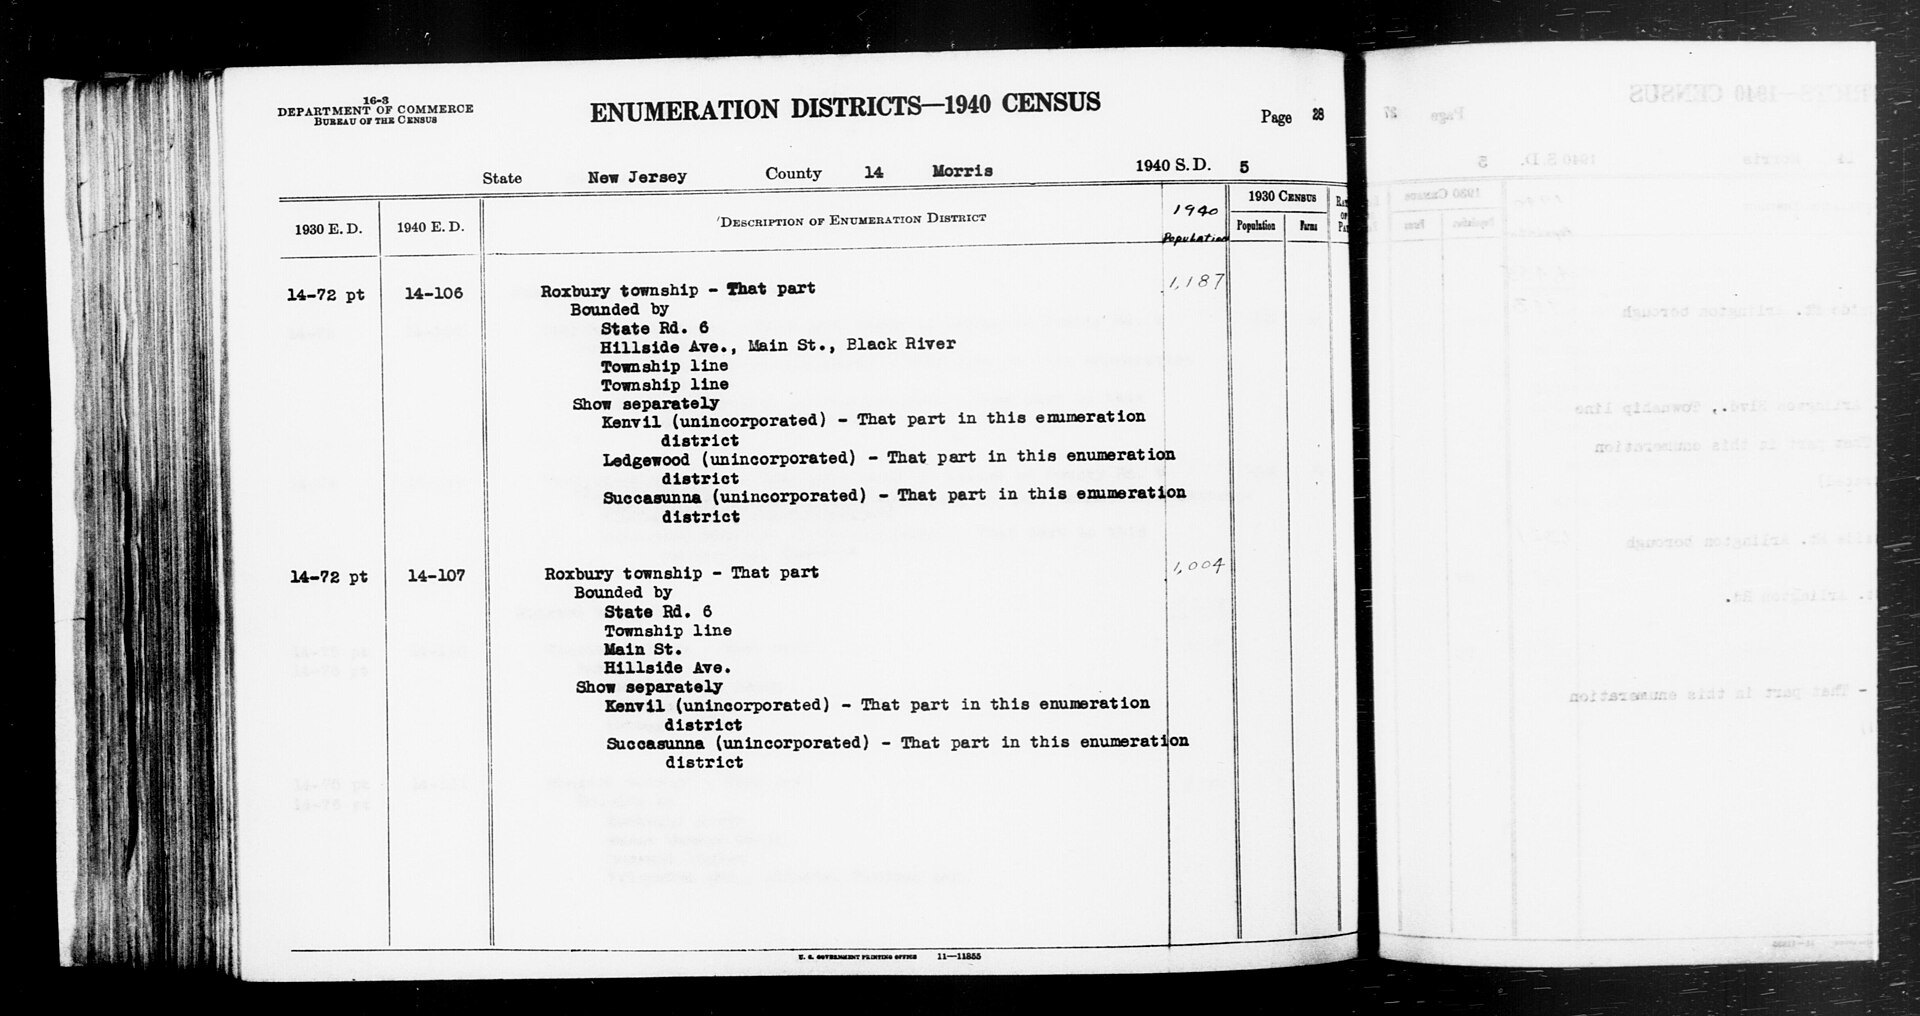 16-3
DEPARTMENT OF COMMERCE
BUREAU OF THE CENSUS
ENUMERATION DISTRICTS—1940 CENSUS
Page 28
State New Jersey County 14 Morris 1940 S.D. 5
1930 E. D. 1940 E. D. DESCRIPTION OF ENUMERATION DISTRICT 1940 Population 1930 CENSUS Population Farms
14-72 pt 14-106 Roxbury township - That part 1,187
Bounded by
State Rd. 6
Hillside Ave., Main St., Black River
Township line
Township line
Show separately
Kenvil (unincorporated) - That part in this enumeration
district
Ledgewood (unincorporated) - That part in this enumeration
district
Succasunna (unincorporated) - That part in this enumeration
district
14-72 pt 14-107 Roxbury township - That part 1,004
Bounded by
State Rd. 6
Township line
Main St.
Hillside Ave.
Show separately
Kenvil (unincorporated) - That part in this enumeration
district
Succasunna (unincorporated) - That part in this enumeration
district
U. S. GOVERNMENT PRINTING OFFICE 11—11855